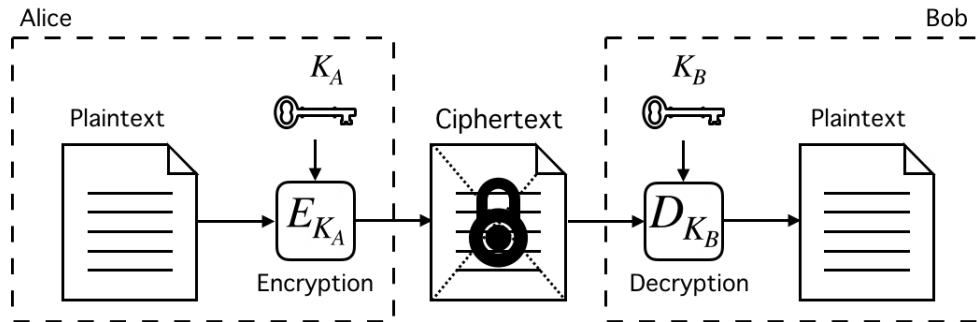 Alice
Bob
K_A
K_B
Plaintext
Ciphertext
Plaintext
E_{K_A}
D_{K_B}
Encryption
Decryption